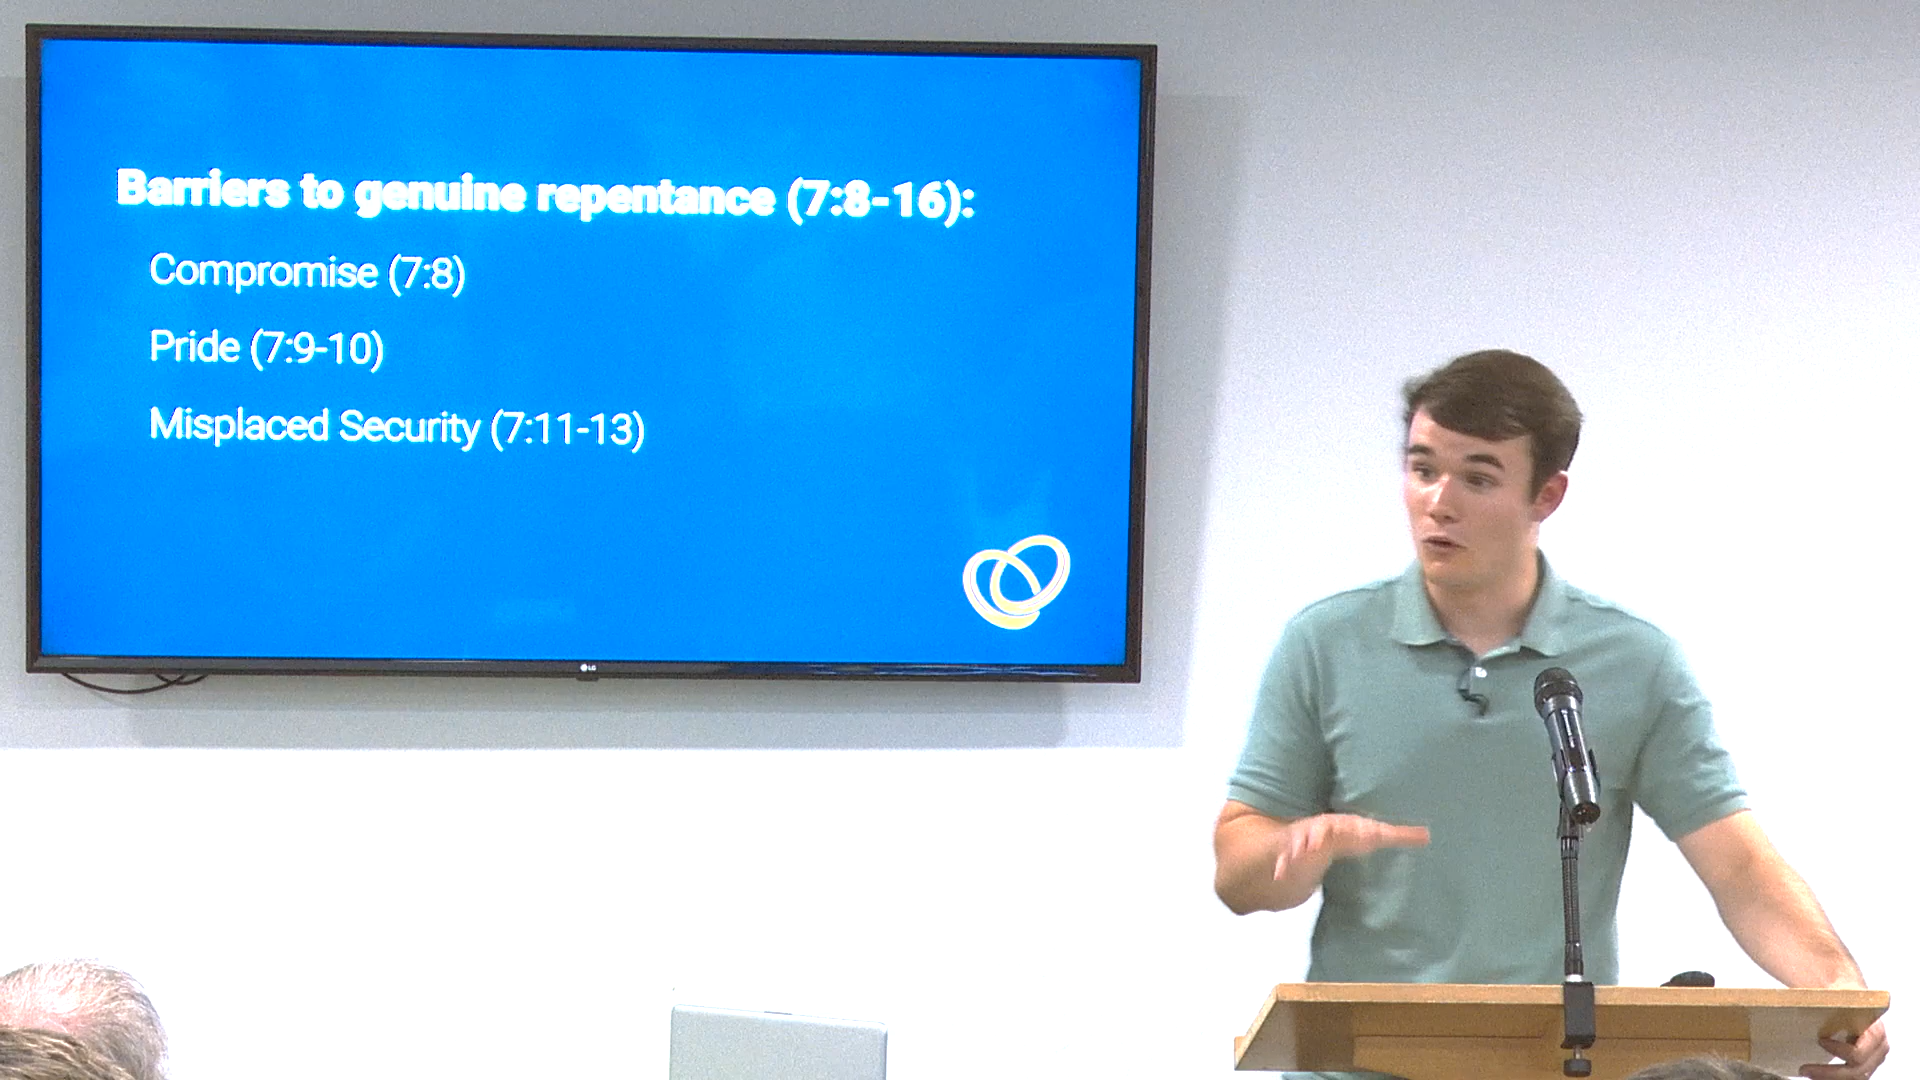 Barriers to genuine repentance (7:8-16):
Compromise (7:8)
Pride (7:9-10)
Misplaced Security (7:11-13)
LG